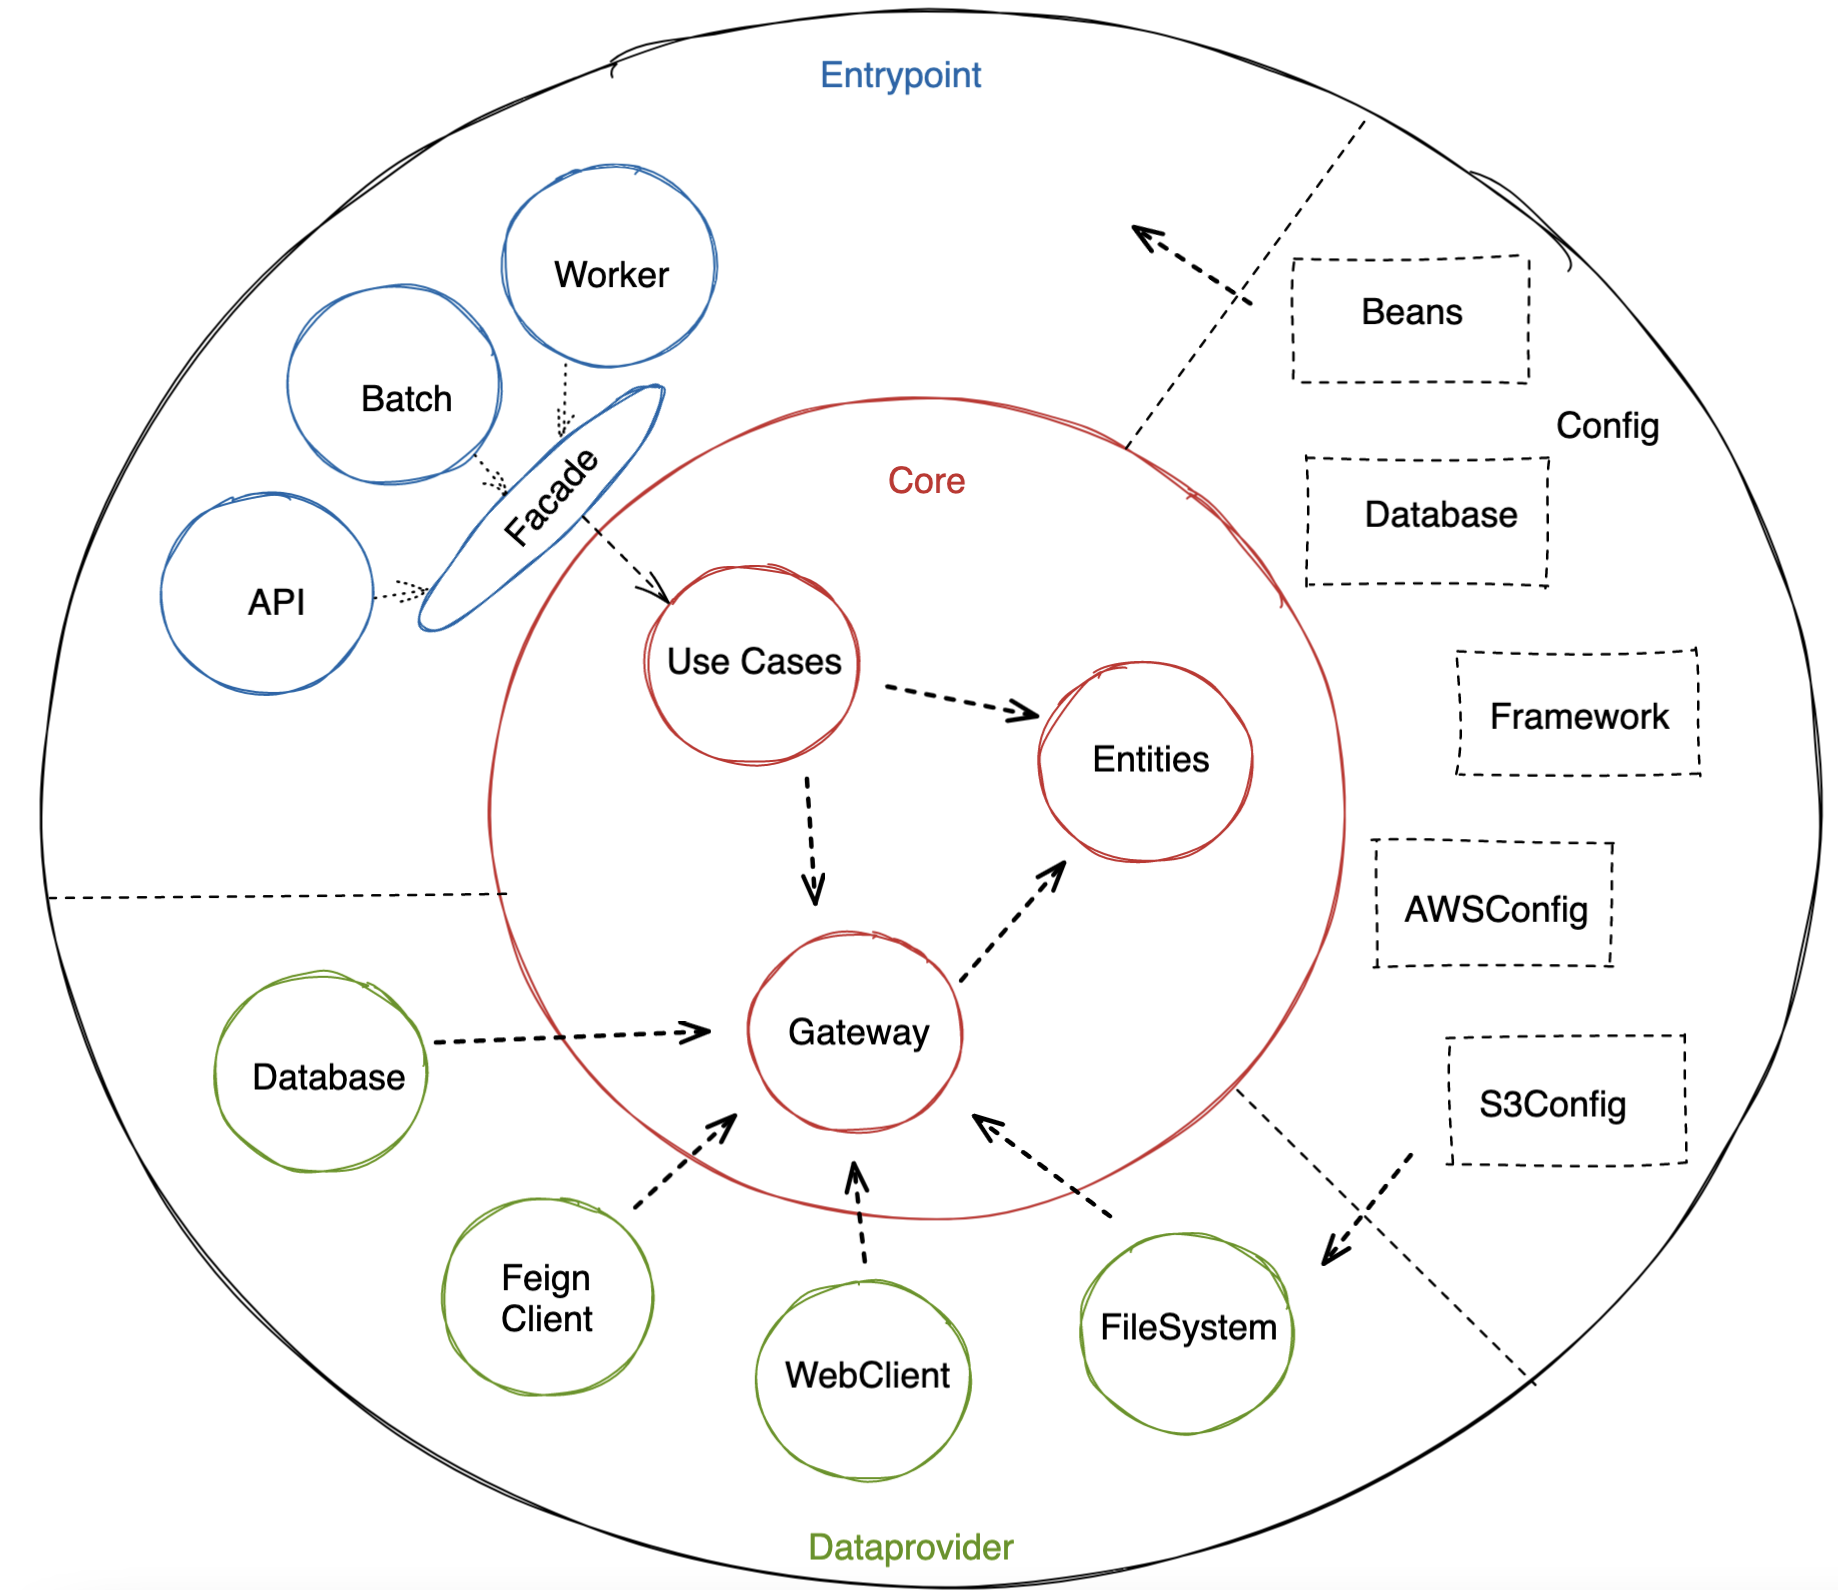 Entrypoint
Worker
Batch
Facade
API
Core
Use Cases
Entities
Gateway
Beans
Config
Database
Framework
AWSConfig
S3Config
Database
Feign
Client
WebClient
FileSystem
Dataprovider